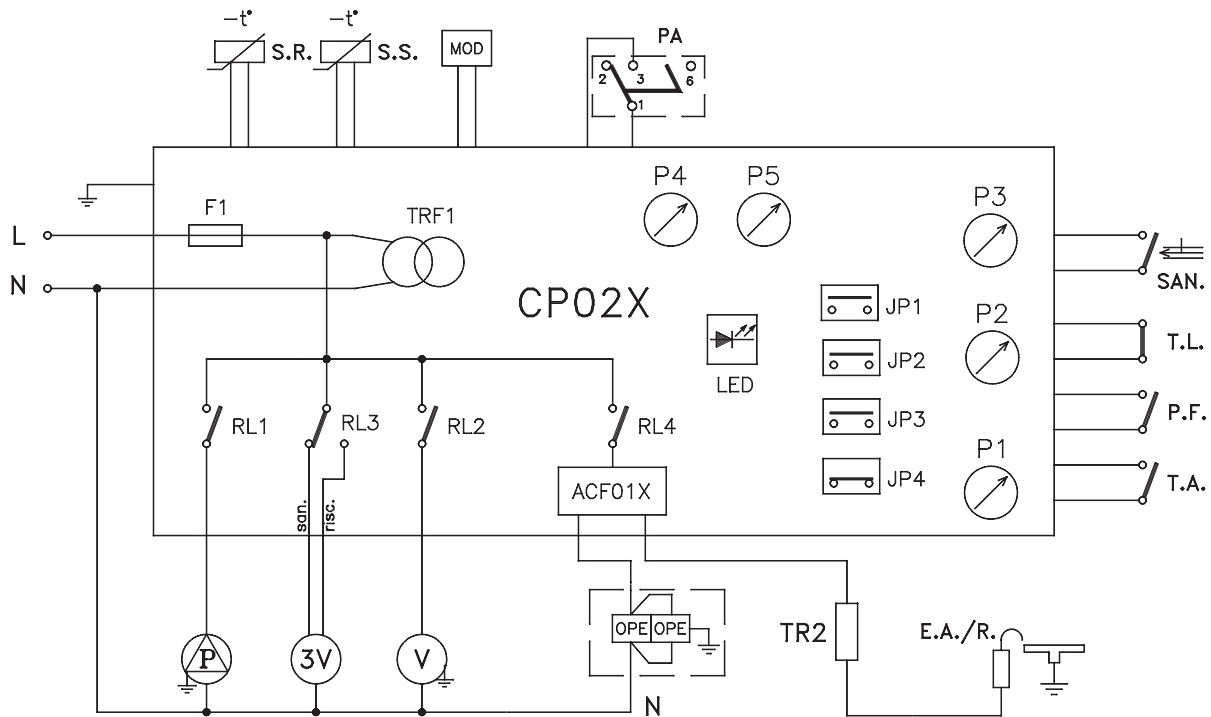 –t° –t°
S.R. S.S. MOD PA
2 3 6
1
P4 P5 P3
F1 TRF1
L
N
CP02X
SAN.
JP1 P2
T.L.
JP2
LED
JP3
P.F.
RL1 RL3 RL2 RL4
P1
JP4
T.A.
ACF01X
san. risc.
OPE OPE
TR2 E.A./R.
P 3V V
N